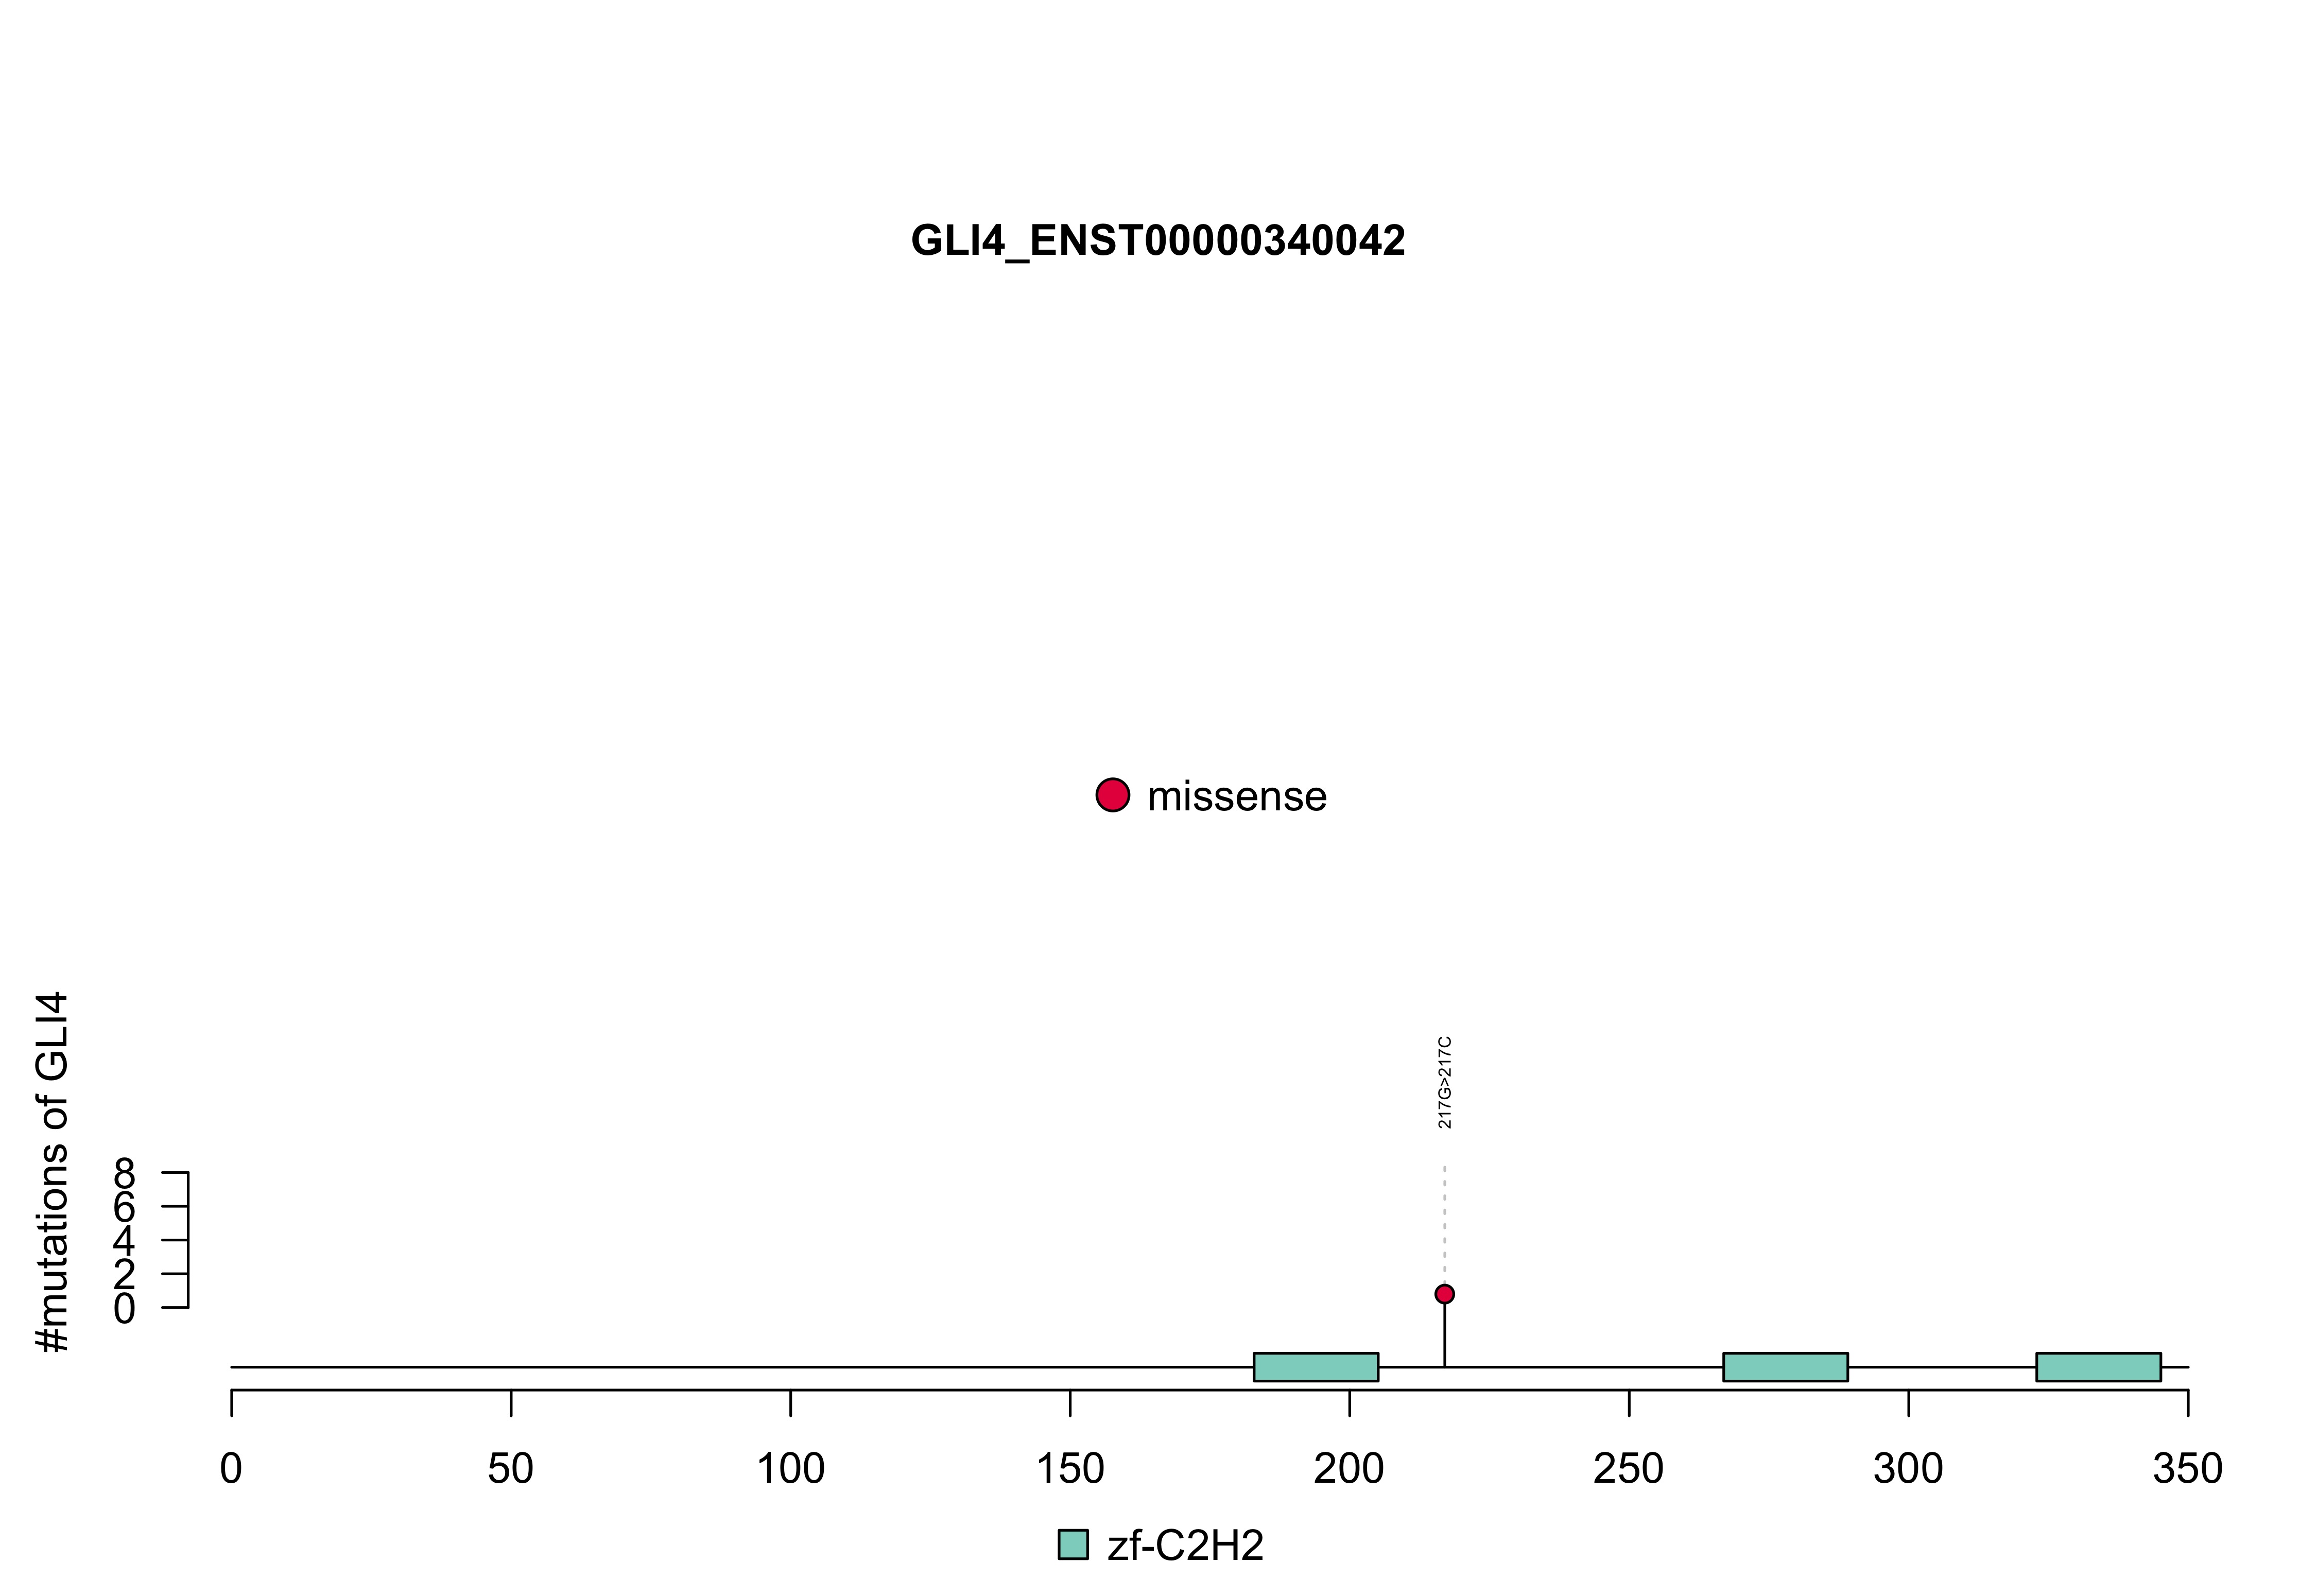 GLI4_ENST00000340042
missense
#mutations of GLI4
217G>217C
8
6
4
2
0
0 50 100 150 200 250 300 350
zf-C2H2